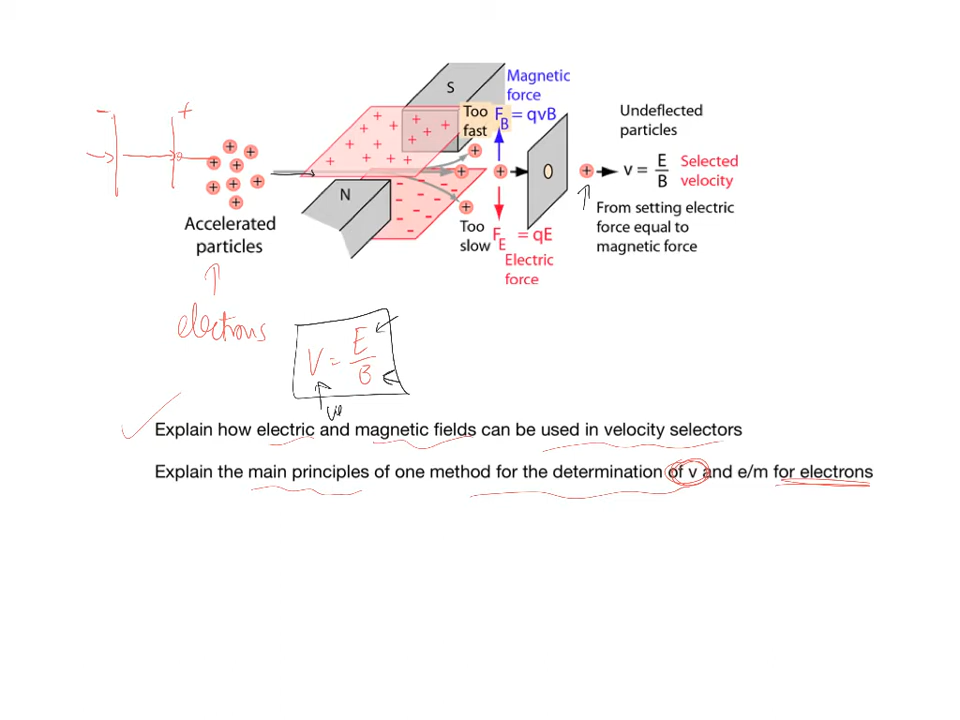 S
Magnetic
force
Too
fast
F_B = qvB
Undeflected
particles
- +
N
O
v = E/B
Selected
velocity
From setting electric
force equal to
magnetic force
Accelerated
particles
Too
slow
F_E = qE
Electric
force
electrons
V = E/B
Explain how electric and magnetic fields can be used in velocity selectors
Explain the main principles of one method for the determination of v and e/m for electrons